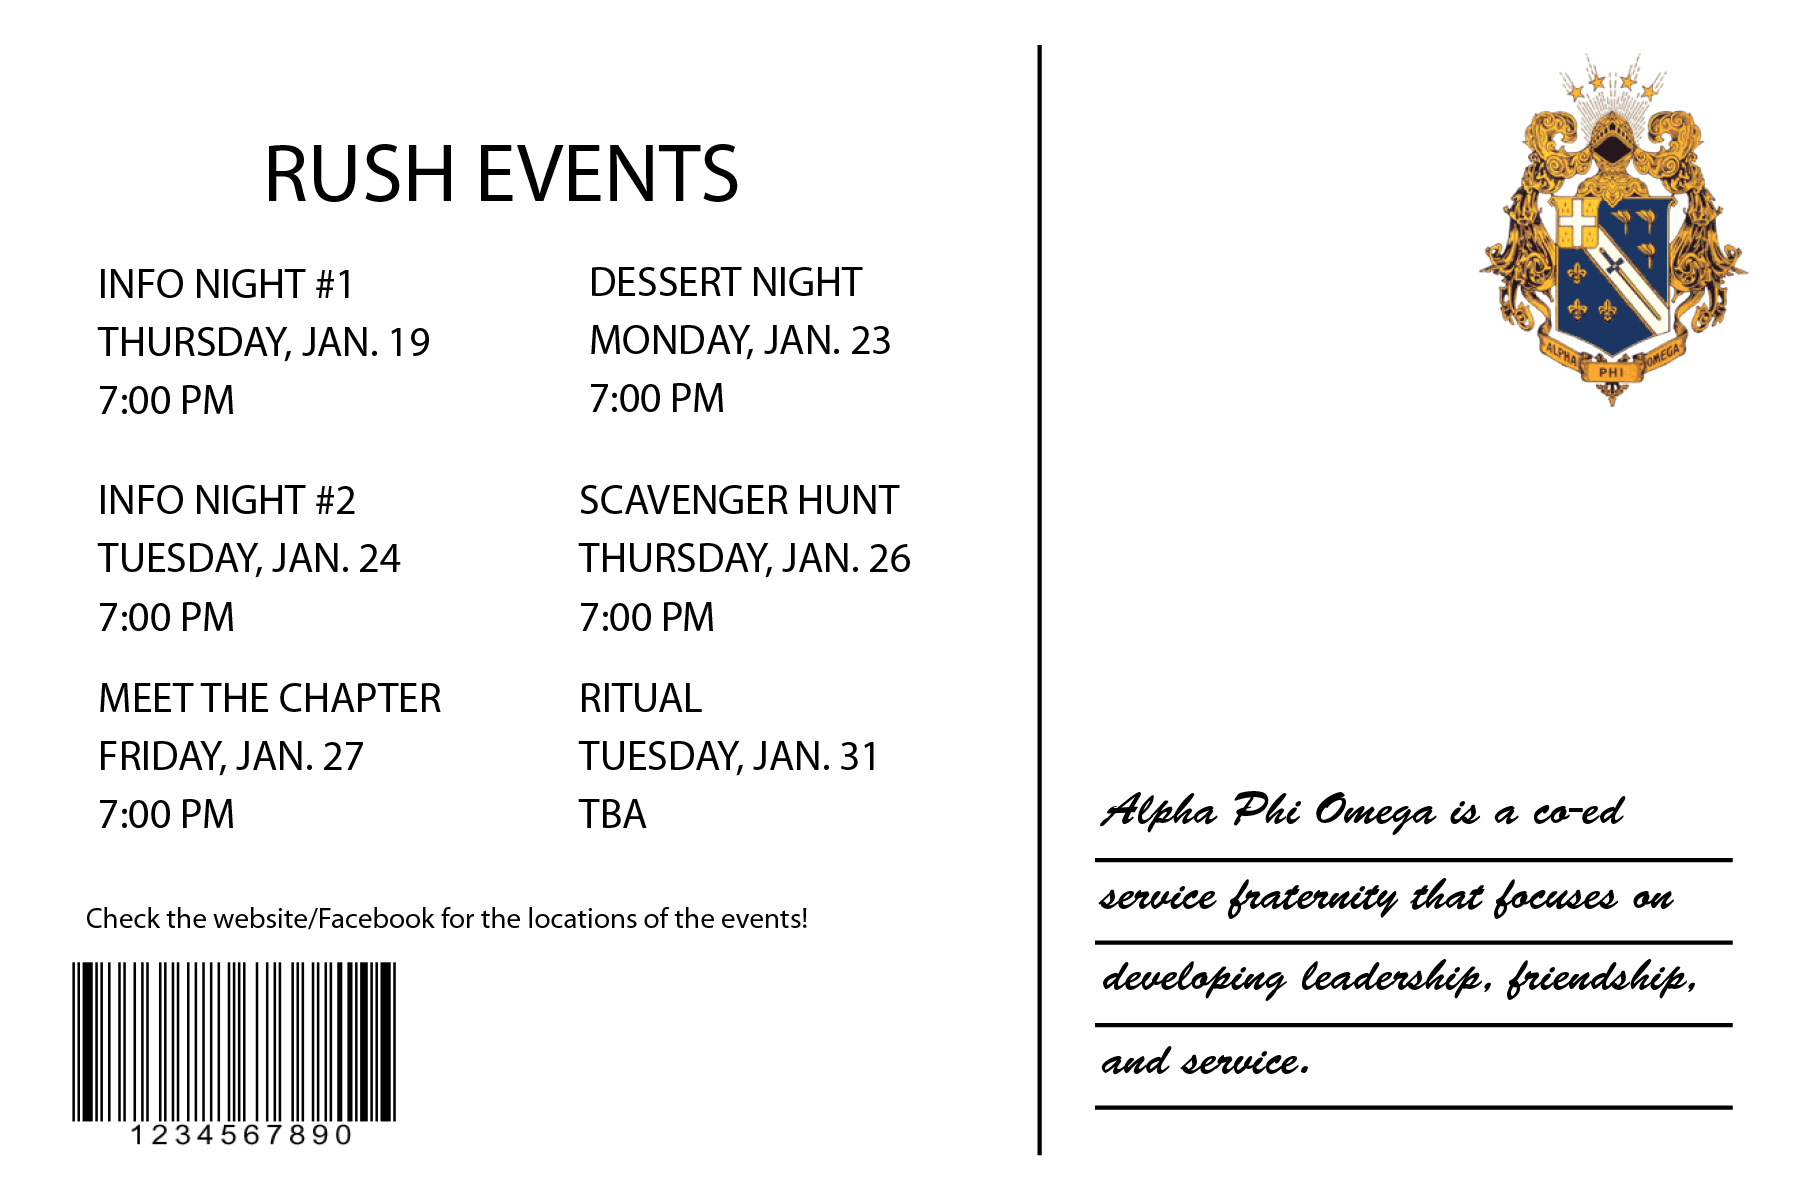 RUSH EVENTS
INFO NIGHT #1
THURSDAY, JAN. 19
7:00 PM
DESSERT NIGHT
MONDAY, JAN. 23
7:00 PM
INFO NIGHT #2
TUESDAY, JAN. 24
7:00 PM
SCAVENGER HUNT
THURSDAY, JAN. 26
7:00 PM
MEET THE CHAPTER
FRIDAY, JAN. 27
7:00 PM
RITUAL
TUESDAY, JAN. 31
TBA
Check the website/Facebook for the locations of the events!
1234567890
ALPHA PHI OMEGA
Alpha Phi Omega is a co-ed
service fraternity that focuses on
developing leadership, friendship,
and service.